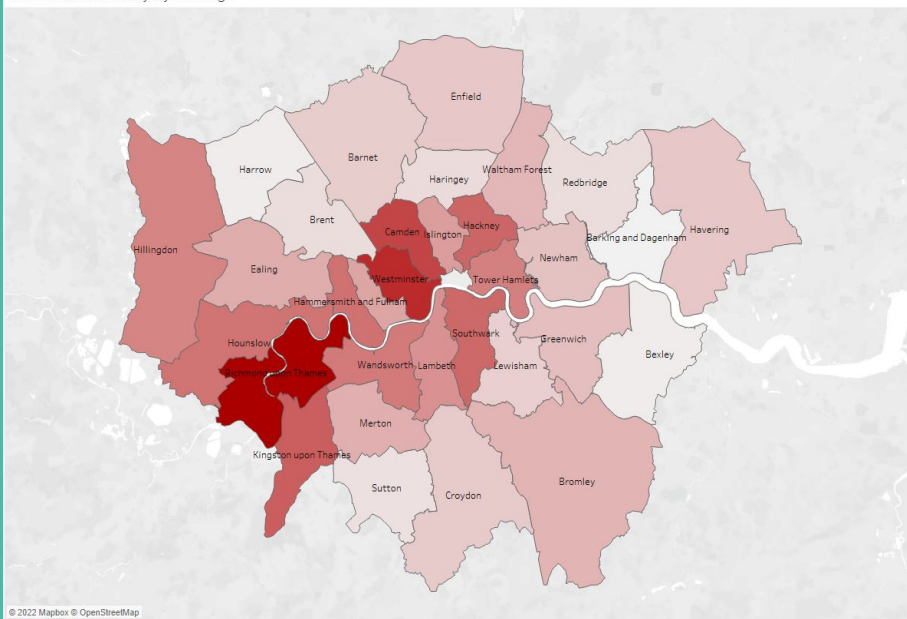 Enfield
Barnet
Harrow
Haringey
Waltham Forest
Redbridge
Havering
Brent
Camden
Islington
Hackney
Barking and Dagenham
Hillingdon
Ealing
Newham
Westminster
Tower Hamlets
Hammersmith and Fulham
Hounslow
Southwark
Greenwich
Bexley
Richmond upon Thames
Wandsworth
Lambeth
Lewisham
Merton
Kingston upon Thames
Bromley
Sutton
Croydon
© 2022 Mapbox © OpenStreetMap